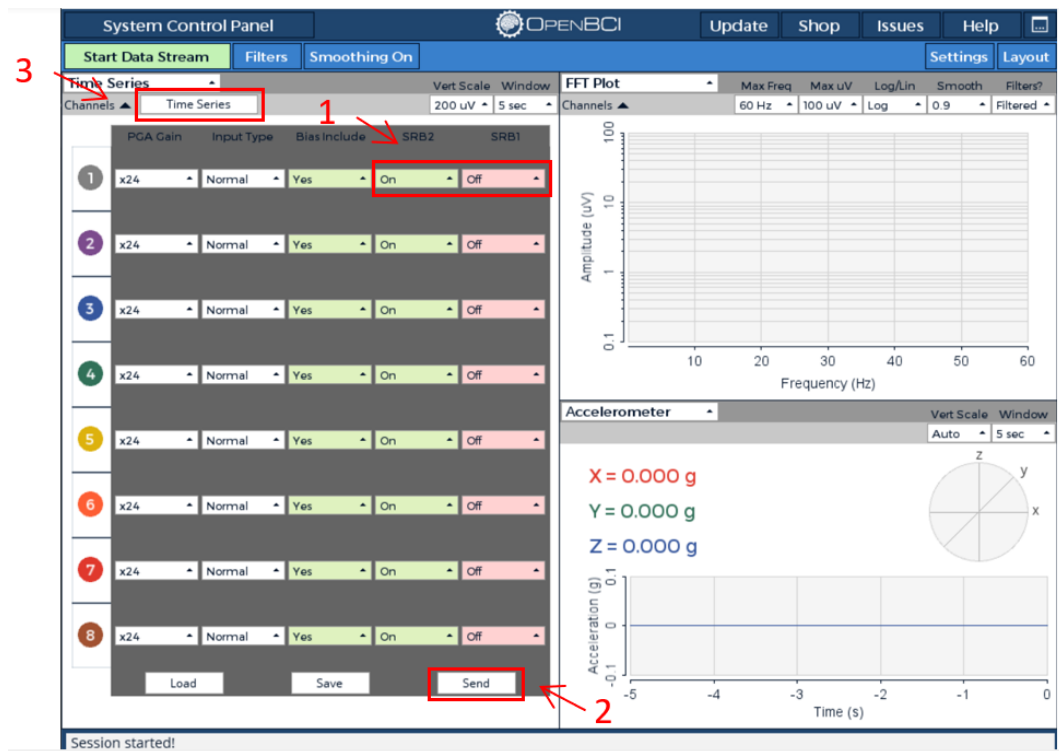 System Control Panel OPENBCI Update Shop Issues Help ...
Start Data Stream Filters Smoothing On Settings Layout
3
Time Series Vert Scale Window
Channels Time Series 200 uV 5 sec
1
PGA Gain Input Type Bias Include SRB2 SRB1
1 x24 Normal Yes On Off
2 x24 Normal Yes On Off
3 x24 Normal Yes On Off
4 x24 Normal Yes On Off
5 x24 Normal Yes On Off
6 x24 Normal Yes On Off
7 x24 Normal Yes On Off
8 x24 Normal Yes On Off
Load Save Send
2
FFT Plot Max Freq Max uV Log/Lin Smooth Filters?
Channels 60 Hz 100 uV Log 0.9 Filtered
Amplitude (uV)
100
10
1
0.1
10 20 30 40 50 60
Frequency (Hz)
Accelerometer Vert Scale Window
Auto 5 sec
X = 0.000 g
Y = 0.000 g
Z = 0.000 g
z
y
x
Acceleration (g)
0.1
0
-0.1
-5 -4 -3 -2 -1 0
Time (s)
Session started!